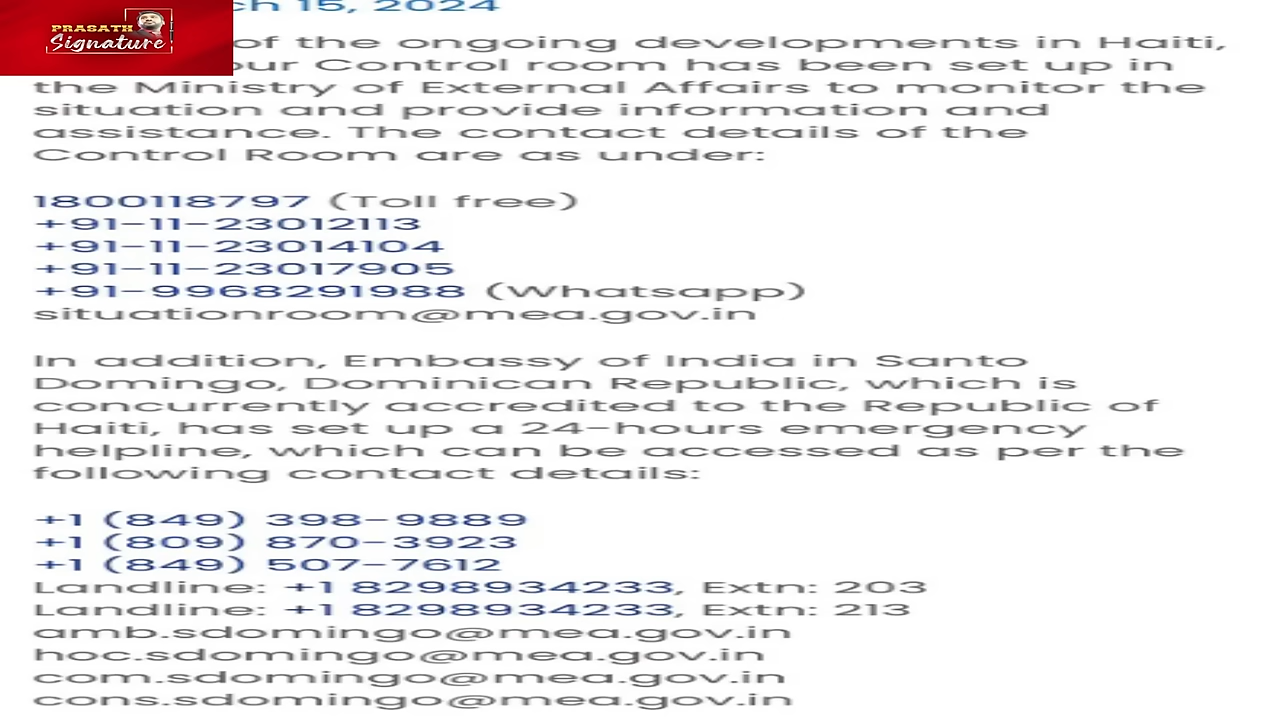 PRASATH
Signature
ch 15, 2024
of the ongoing developments in Haiti,
our Control room has been set up in
the Ministry of External Affairs to monitor the
situation and provide information and
assistance. The contact details of the
Control Room are as under:
1800118797 (Toll free)
+91-11-23012113
+91-11-23014104
+91-11-23017905
+91-9968291988 (Whatsapp)
situationroom@mea.gov.in
In addition, Embassy of India in Santo
Domingo, Dominican Republic, which is
concurrently accredited to the Republic of
Haiti, has set up a 24-hours emergency
helpline, which can be accessed as per the
following contact details:
+1 (849) 398-9889
+1 (809) 870-3923
+1 (849) 507-7612
Landline: +1 8298934233, Extn: 203
Landline: +1 8298934233, Extn: 213
amb.sdomingo@mea.gov.in
hoc.sdomingo@mea.gov.in
com.sdomingo@mea.gov.in
cons.sdomingo@mea.gov.in